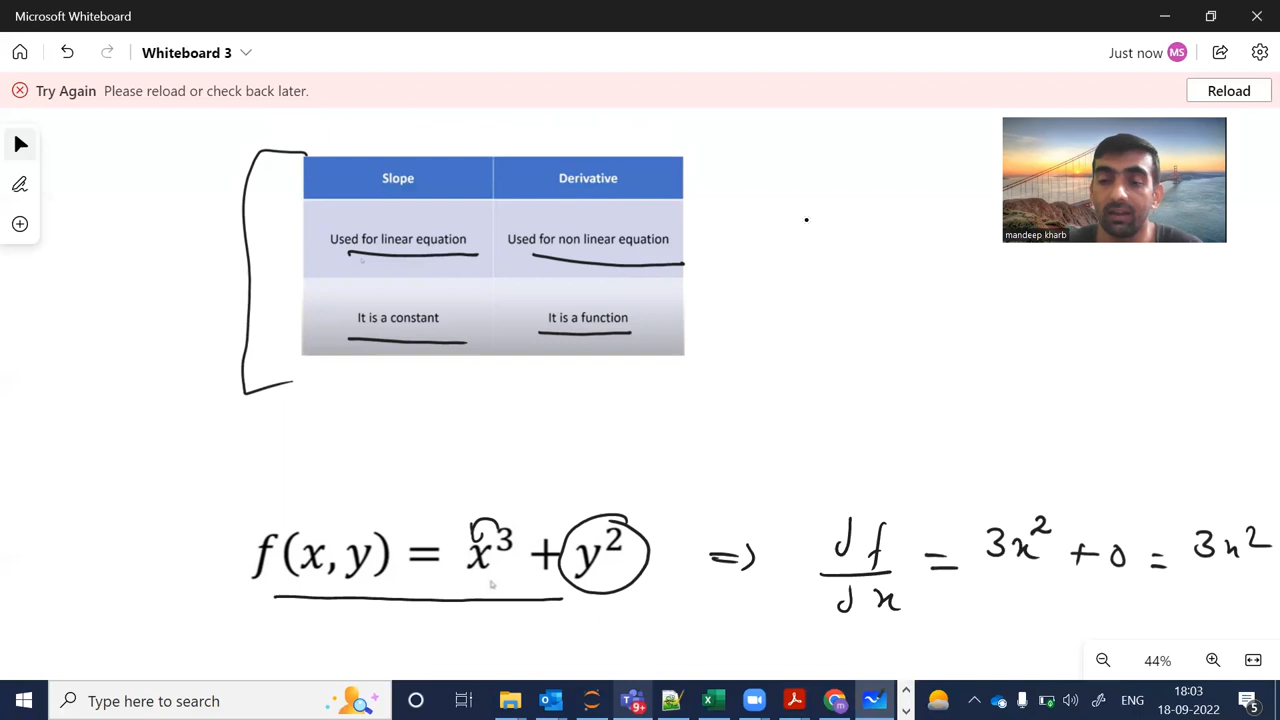 Microsoft Whiteboard
Whiteboard 3
Just now MS
Try Again Please reload or check back later.
Reload
mandeep kharb
Slope Derivative
Used for linear equation Used for non linear equation
It is a constant It is a function
f(x, y) = x³ + y² ⇒ df/dx = 3x² + 0 = 3x²
44%
Type here to search
9+
ENG
18:03
18-09-2022
5